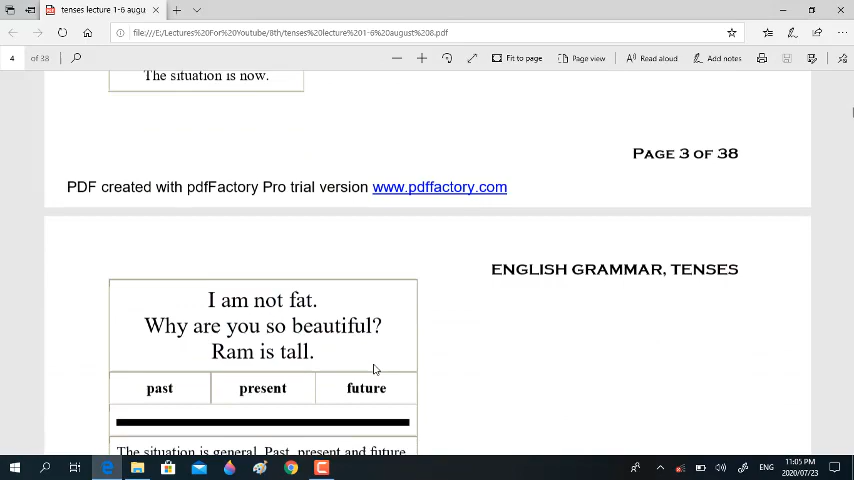 tenses lecture 1-6 augu
file:///E:/Lectures%20For%20Youtube/8th/tenses%20lecture%201-6%20august%208.pdf
4 of 38
Fit to page
Page view
Read aloud
Add notes
The situation is now.
PAGE 3 OF 38
PDF created with pdfFactory Pro trial version www.pdffactory.com
ENGLISH GRAMMAR, TENSES
I am not fat.
Why are you so beautiful?
Ram is tall.
past present future
The situation is general. Past, present and future
ENG
11:05 PM
2020/07/23